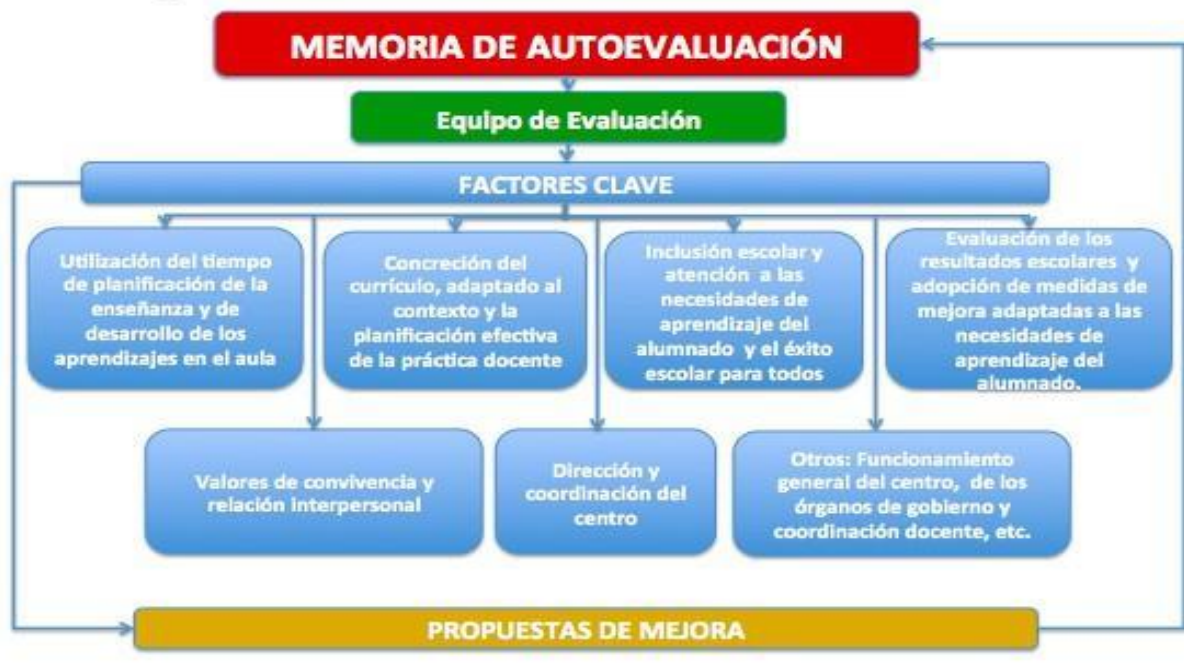 MEMORIA DE AUTOEVALUACIÓN
Equipo de Evaluación
FACTORES CLAVE
Utilización del tiempo
de planificación de la
enseñanza y de
desarrollo de los
aprendizajes en el aula
Concreción del
currículo, adaptado al
contexto y la
planificación efectiva
de la práctica docente
Inclusión escolar y
atención a las
necesidades de
aprendizaje del
alumnado y el éxito
escolar para todos
Evaluación de los
resultados escolares y
adopción de medidas de
mejora adaptadas a las
necesidades de
aprendizaje del
alumnado.
Valores de convivencia y
relación interpersonal
Dirección y
coordinación del
centro
Otros: Funcionamiento
general del centro, de los
órganos de gobierno y
coordinación docente, etc.
PROPUESTAS DE MEJORA